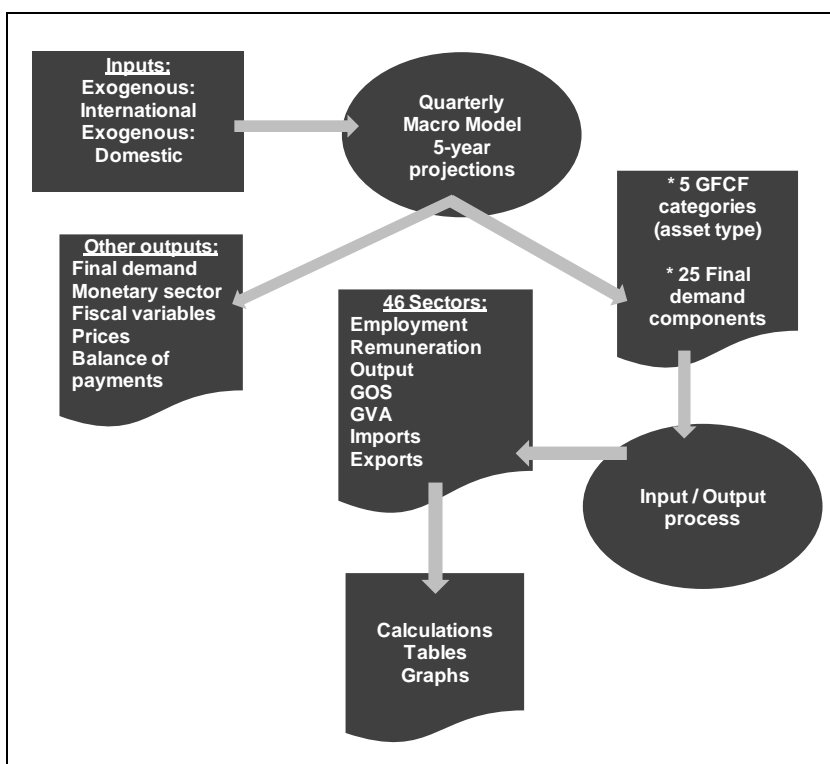 Inputs:
Exogenous:
International
Exogenous:
Domestic
Quarterly
Macro Model
5-year
projections
* 5 GFCF
categories
(asset type)
* 25 Final
demand
components
Other outputs:
Final demand
Monetary sector
Fiscal variables
Prices
Balance of
payments
46 Sectors:
Employment
Remuneration
Output
GOS
GVA
Imports
Exports
Input / Output
process
Calculations
Tables
Graphs